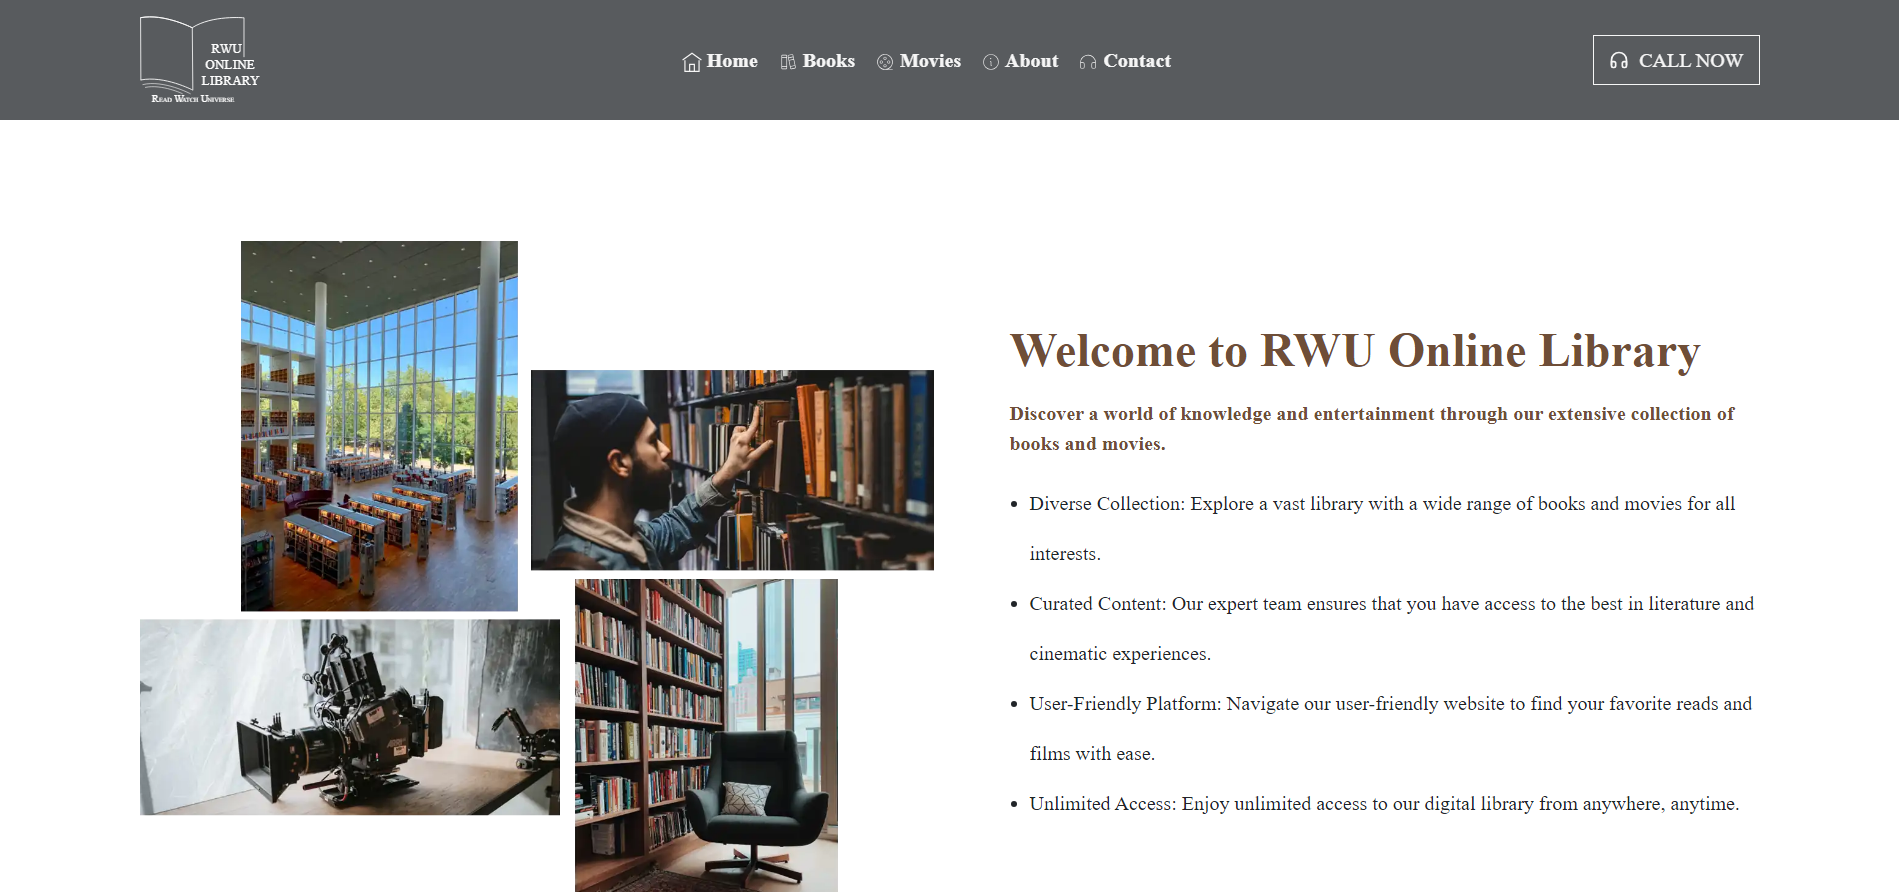 RWU
ONLINE
LIBRARY
Read Watch Universe
Home
Books
Movies
About
Contact
CALL NOW
Welcome to RWU Online Library
Discover a world of knowledge and entertainment through our extensive collection of
books and movies.
• Diverse Collection: Explore a vast library with a wide range of books and movies for all
interests.
• Curated Content: Our expert team ensures that you have access to the best in literature and
cinematic experiences.
• User-Friendly Platform: Navigate our user-friendly website to find your favorite reads and
films with ease.
• Unlimited Access: Enjoy unlimited access to our digital library from anywhere, anytime.